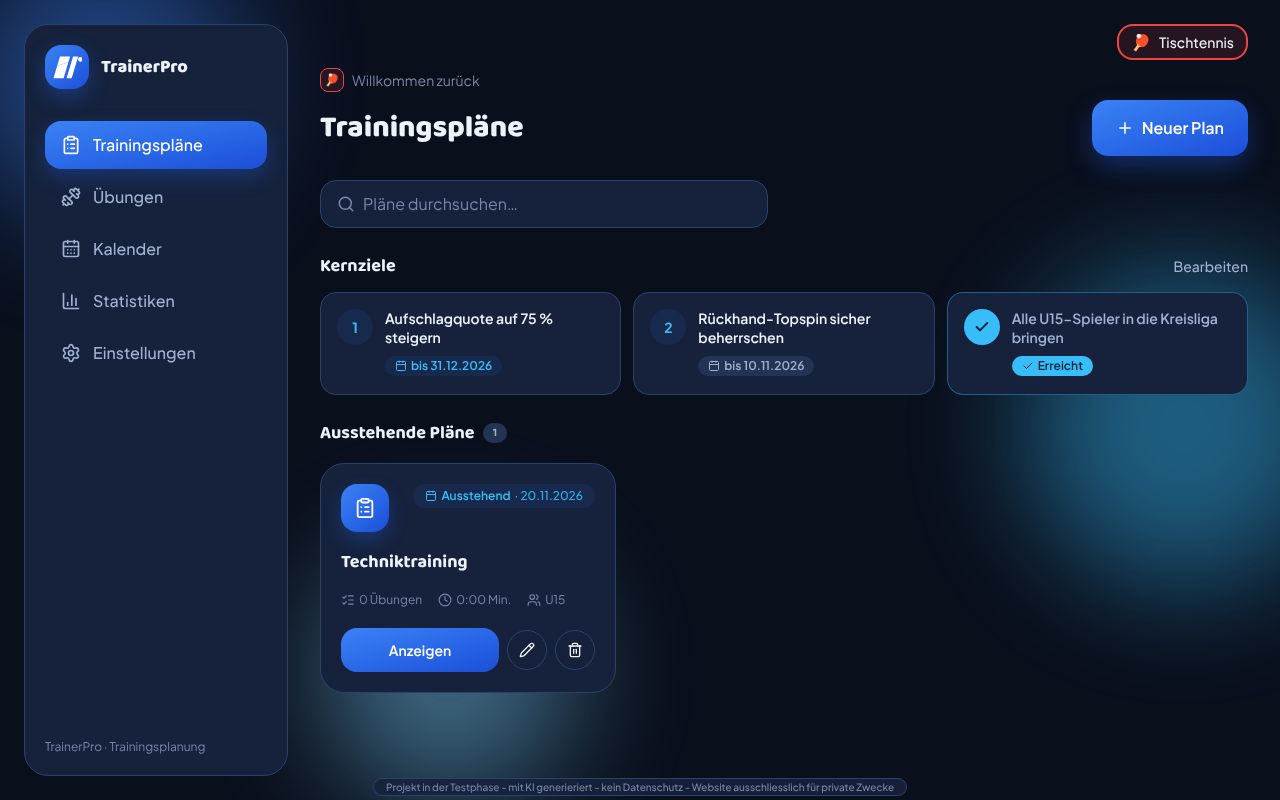 TrainerPro
Trainingspläne
Übungen
Kalender
Statistiken
Einstellungen
TrainerPro · Trainingsplanung
Tischtennis
Willkommen zurück
Trainingspläne
Neuer Plan
Pläne durchsuchen...
Kernziele
Bearbeiten
1
Aufschlagquote auf 75 %
steigern
bis 31.12.2026
2
Rückhand-Topspin sicher
beherrschen
bis 10.11.2026
Alle U15–Spieler in die Kreisliga
bringen
Erreicht
Ausstehende Pläne 1
Ausstehend · 20.11.2026
Techniktraining
0 Übungen 0:00 Min. U15
Anzeigen
Projekt in der Testphase - mit KI generieriert - kein Datenschutz - Website ausschliesslich für private Zwecke